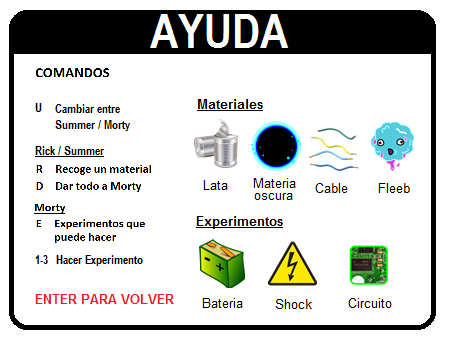 AYUDA
COMANDOS
U Cambiar entre
Summer / Morty
Rick / Summer
R Recoge un material
D Dar todo a Morty
Morty
E Experimentos que
puede hacer
1-3 Hacer Experimento
ENTER PARA VOLVER
Materiales
Lata
Materia
oscura
Cable
Fleeb
Experimentos
Bateria
Shock
Circuito